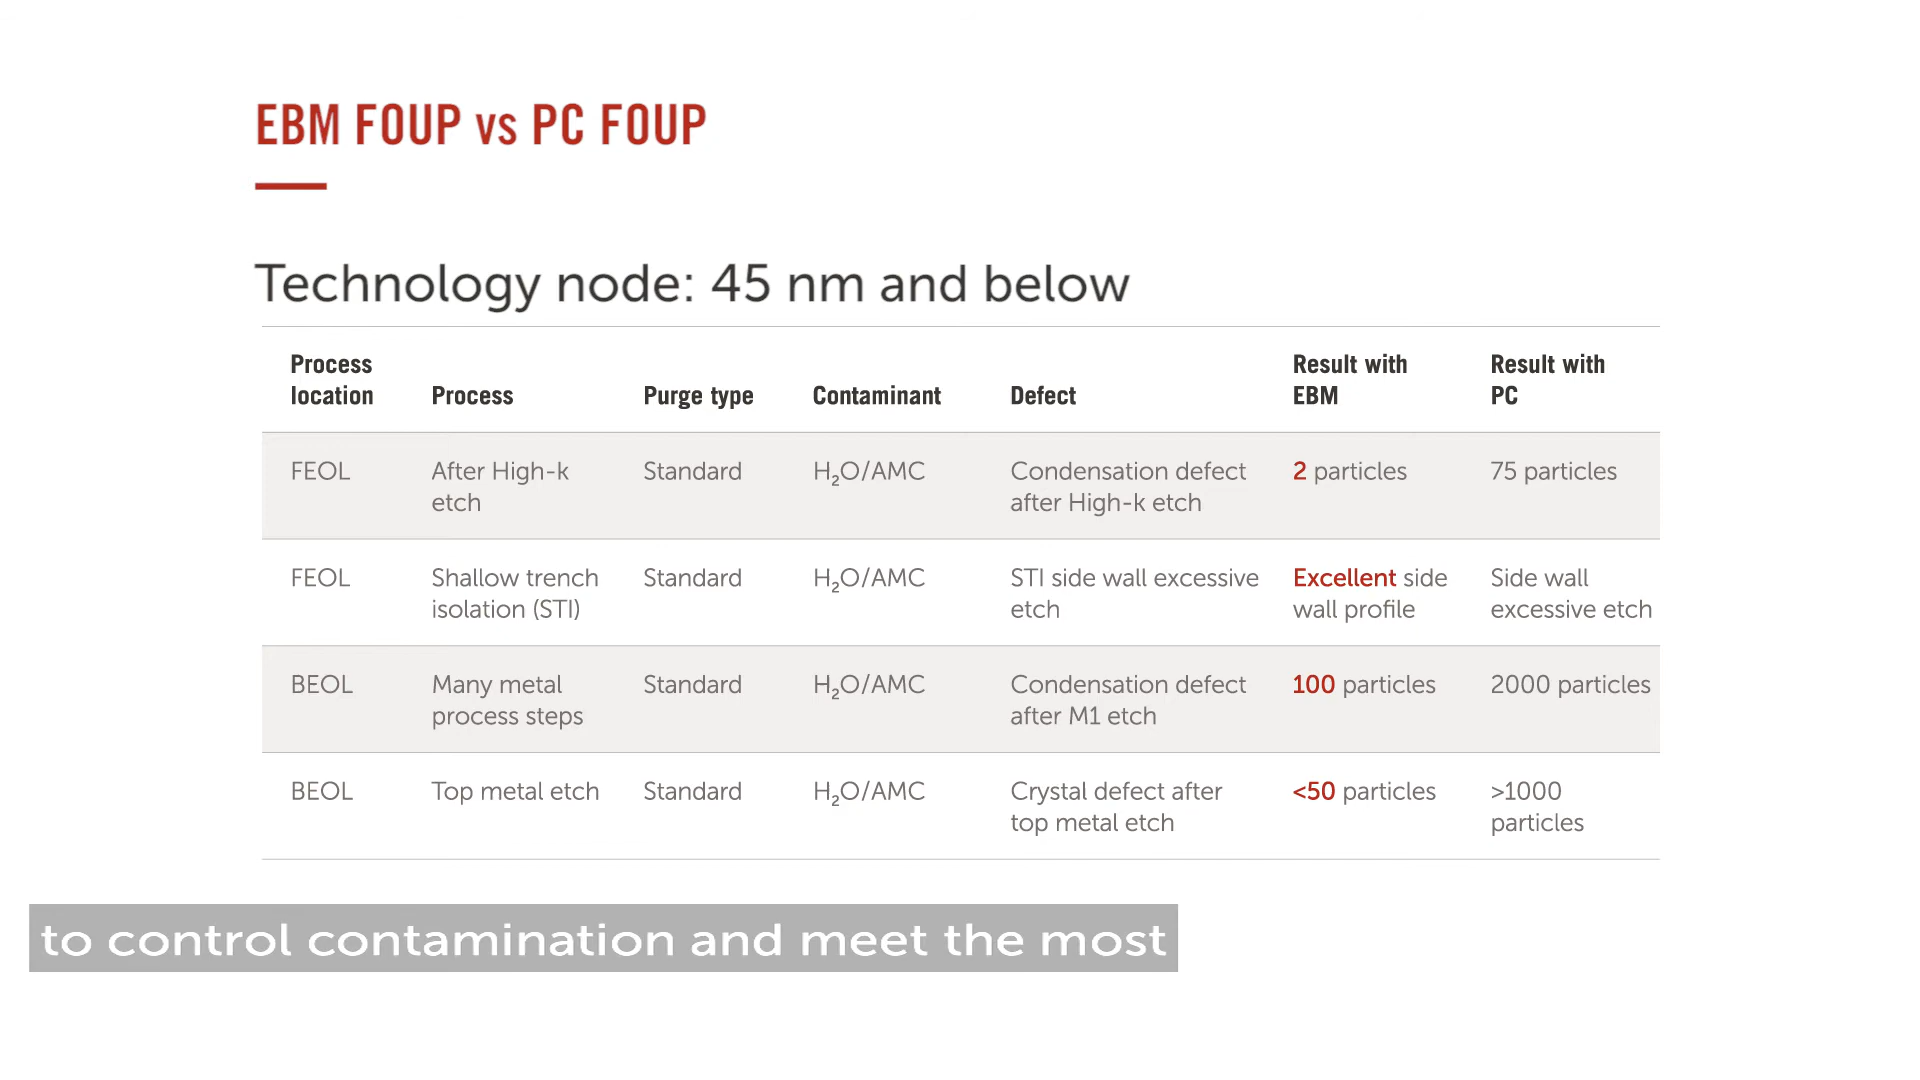 EBM FOUP vs PC FOUP
Technology node: 45 nm and below
Process location
Process
Purge type
Contaminant
Defect
Result with EBM
Result with PC
FEOL
After High-k etch
Standard
H₂O/AMC
Condensation defect after High-k etch
2 particles
75 particles
FEOL
Shallow trench isolation (STI)
Standard
H₂O/AMC
STI side wall excessive etch
Excellent side wall profile
Side wall excessive etch
BEOL
Many metal process steps
Standard
H₂O/AMC
Condensation defect after M1 etch
100 particles
2000 particles
BEOL
Top metal etch
Standard
H₂O/AMC
Crystal defect after top metal etch
<50 particles
>1000 particles
to control contamination and meet the most